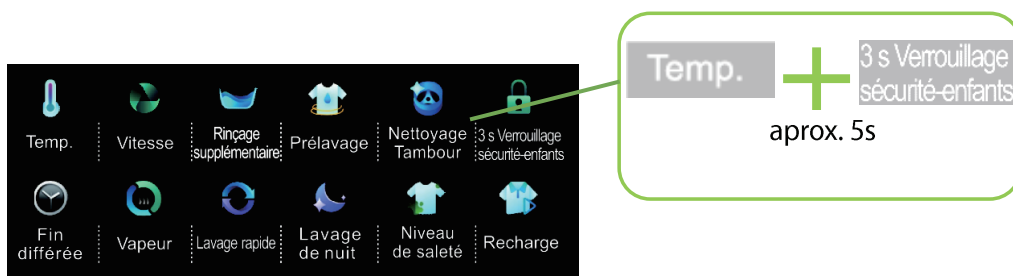 Temp.
Vitesse
Rinçage
supplémentaire
Prélavage
Nettoyage
Tambour
3 s Verrouillage
sécurité-enfants
Fin
différée
Vapeur
Lavage rapide
Lavage
de nuit
Niveau
de saleté
Recharge
Temp.
3 s Verrouillage
sécurité-enfants
aprox. 5s